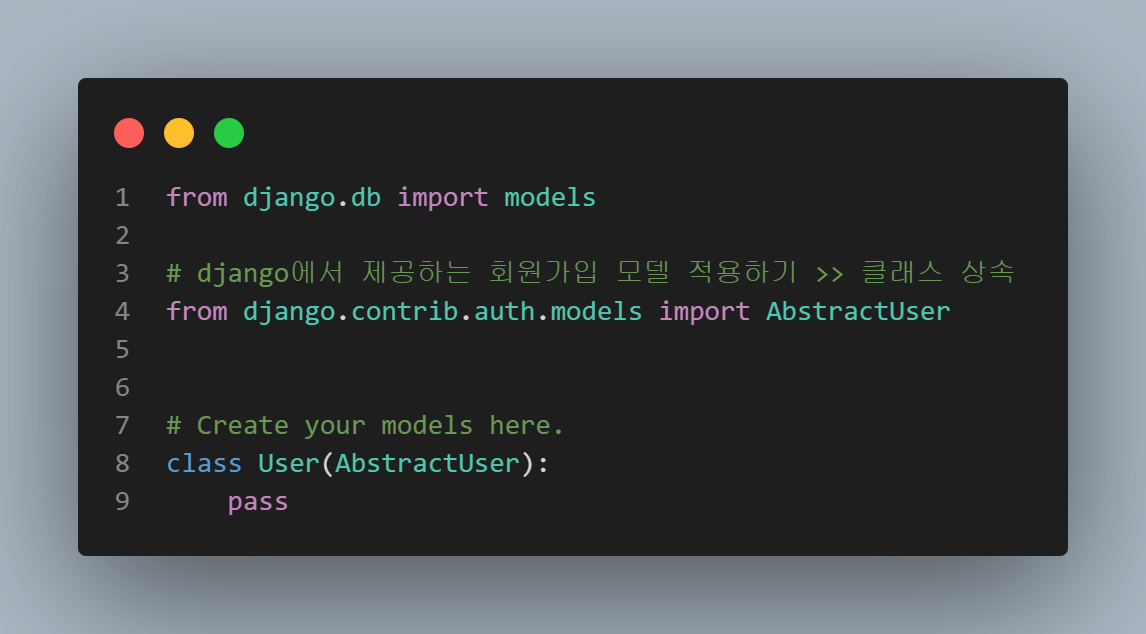 1 from django.db import models
2
3 # django에서 제공하는 회원가입 모델 적용하기 >> 클래스 상속
4 from django.contrib.auth.models import AbstractUser
5
6
7 # Create your models here.
8 class User(AbstractUser):
9     pass